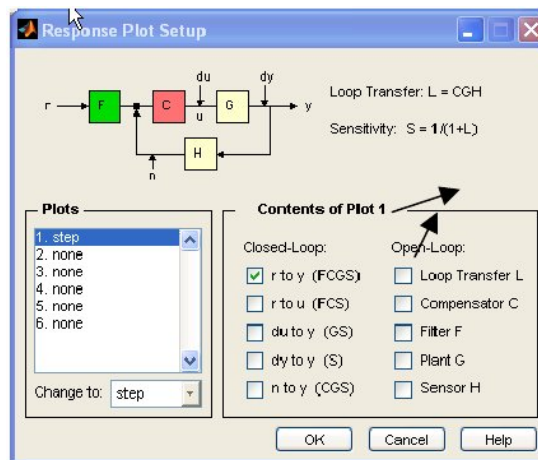 Response Plot Setup
du
dy
r
F
C
u
G
y
H
n
Loop Transfer: L = CGH
Sensitivity: S = 1/(1+L)
Plots
1. step
2. none
3. none
4. none
5. none
6. none
Change to: step
Contents of Plot 1
Closed-Loop:
r to y (FCGS)
r to u (FCS)
du to y (GS)
dy to y (S)
n to y (CGS)
Open-Loop:
Loop Transfer L
Compensator C
Filter F
Plant G
Sensor H
OK
Cancel
Help